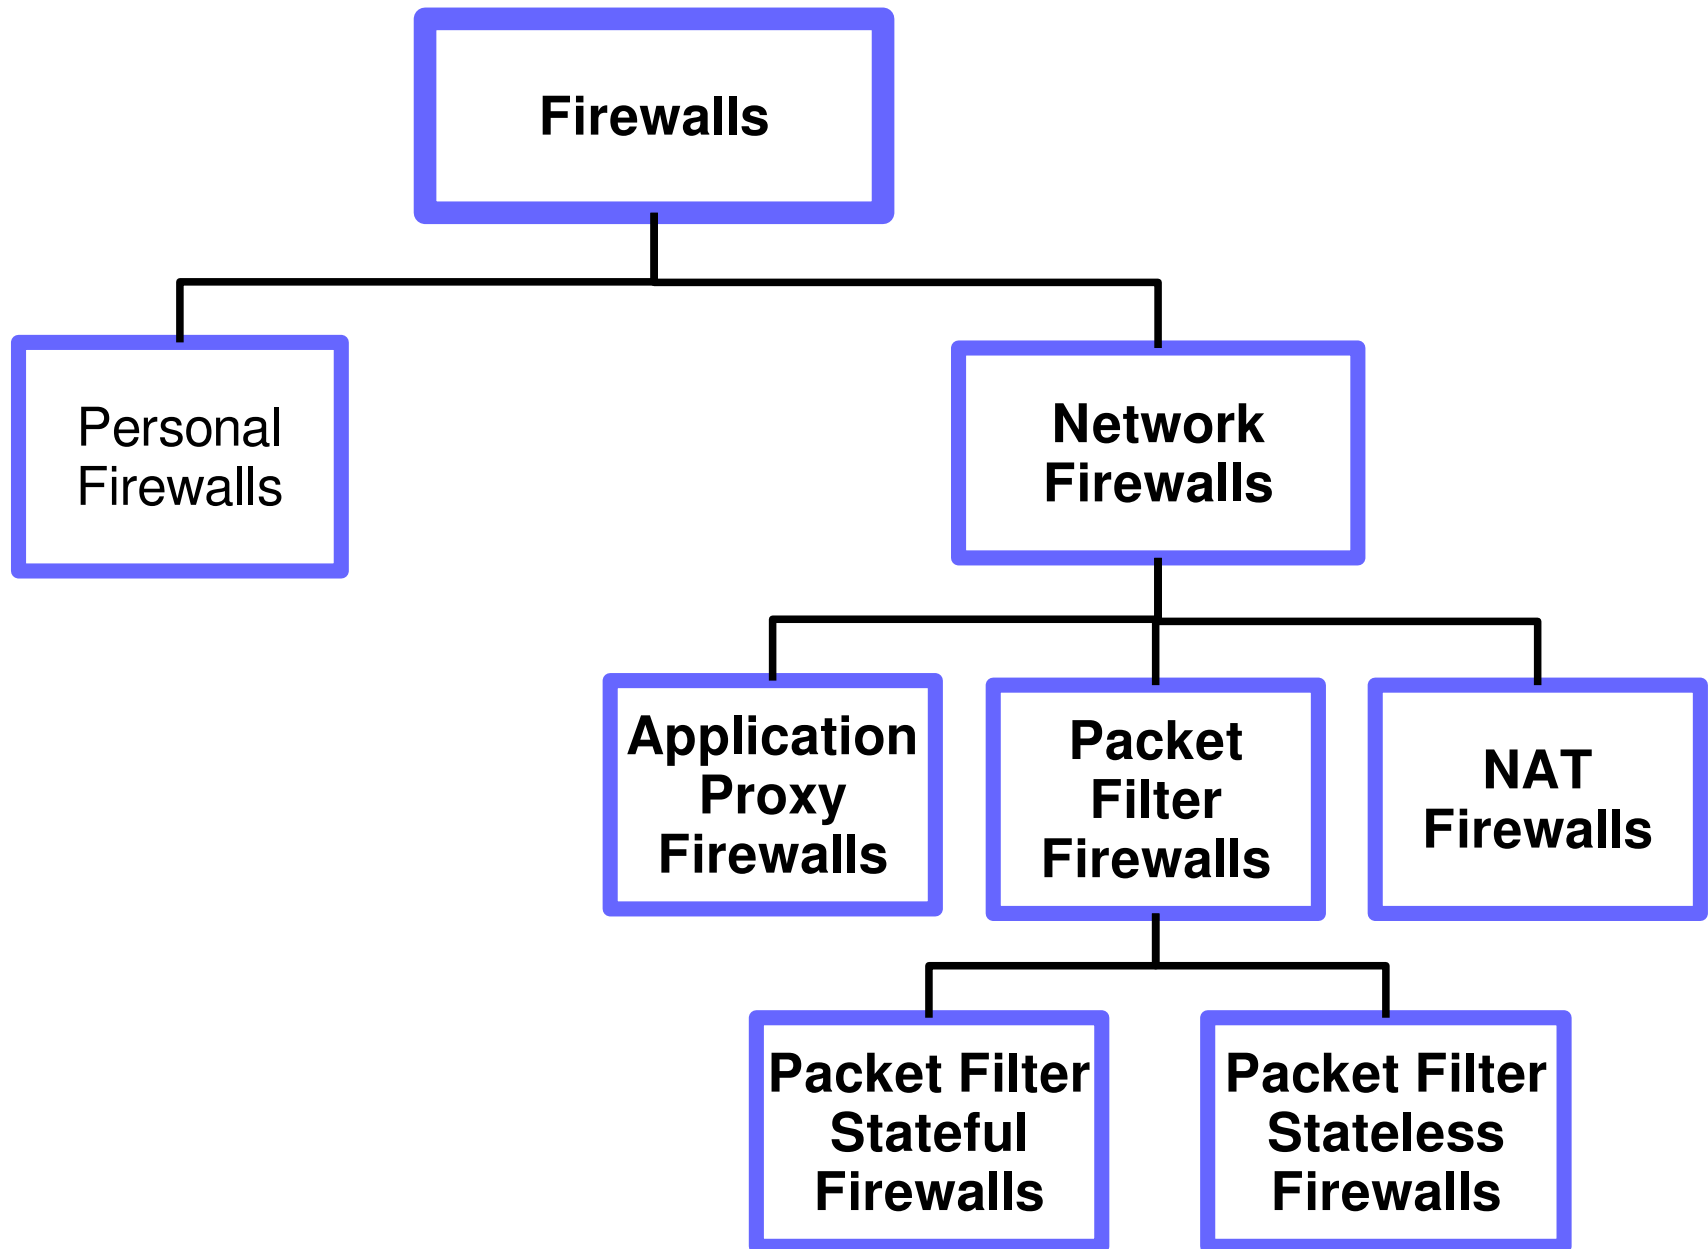 Firewalls
Personal
Firewalls
Network
Firewalls
Application
Proxy
Firewalls
Packet
Filter
Firewalls
NAT
Firewalls
Packet Filter
Stateful
Firewalls
Packet Filter
Stateless
Firewalls